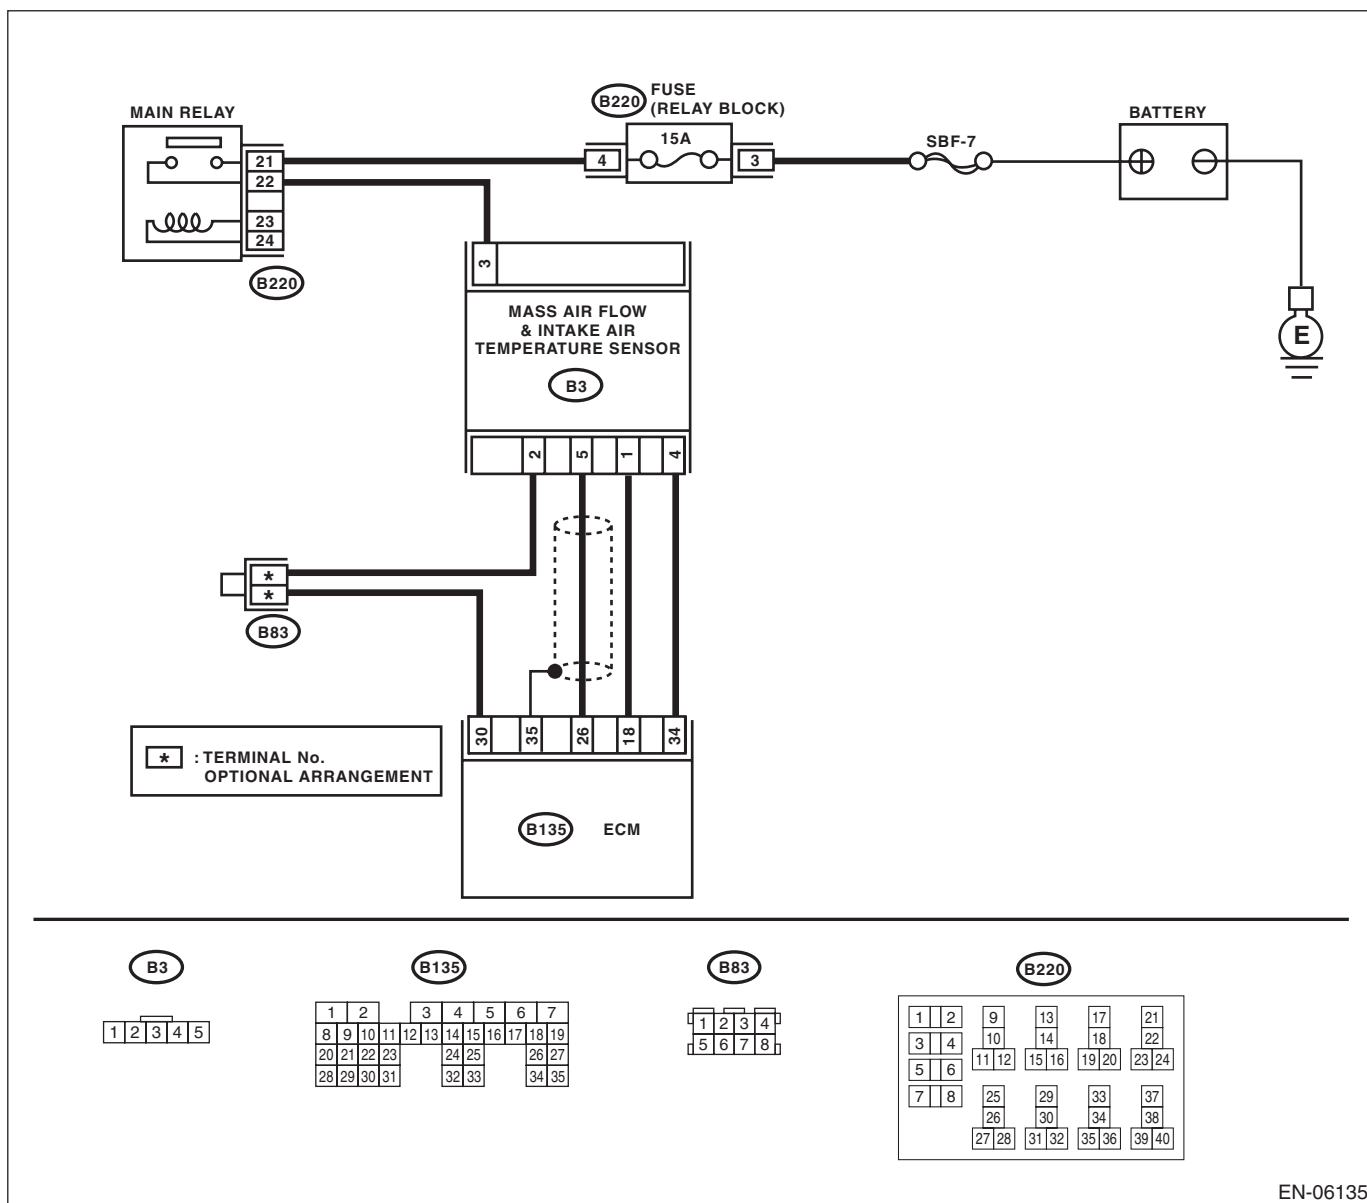 B220 FUSE
(RELAY BLOCK)
MAIN RELAY
BATTERY
15A
SBF-7
21
4
3
22
23
24
B220
3
MASS AIR FLOW
& INTAKE AIR
TEMPERATURE SENSOR
B3
E
2 5 1 4
*
*
B83
30 35 26 18 34
* : TERMINAL No.
OPTIONAL ARRANGEMENT
B135 ECM
B3
1 2 3 4 5
B135
1 2 3 4 5 6 7
8 9 10 11 12 13 14 15 16 17 18 19
20 21 22 23 24 25 26 27
28 29 30 31 32 33 34 35
B83
1 2 3 4
5 6 7 8
B220
1 2 9 13 17 21
3 4 10 14 18 22
11 12 15 16 19 20 23 24
5 6
7 8 25 29 33 37
26 30 34 38
27 28 31 32 35 36 39 40
EN-06135